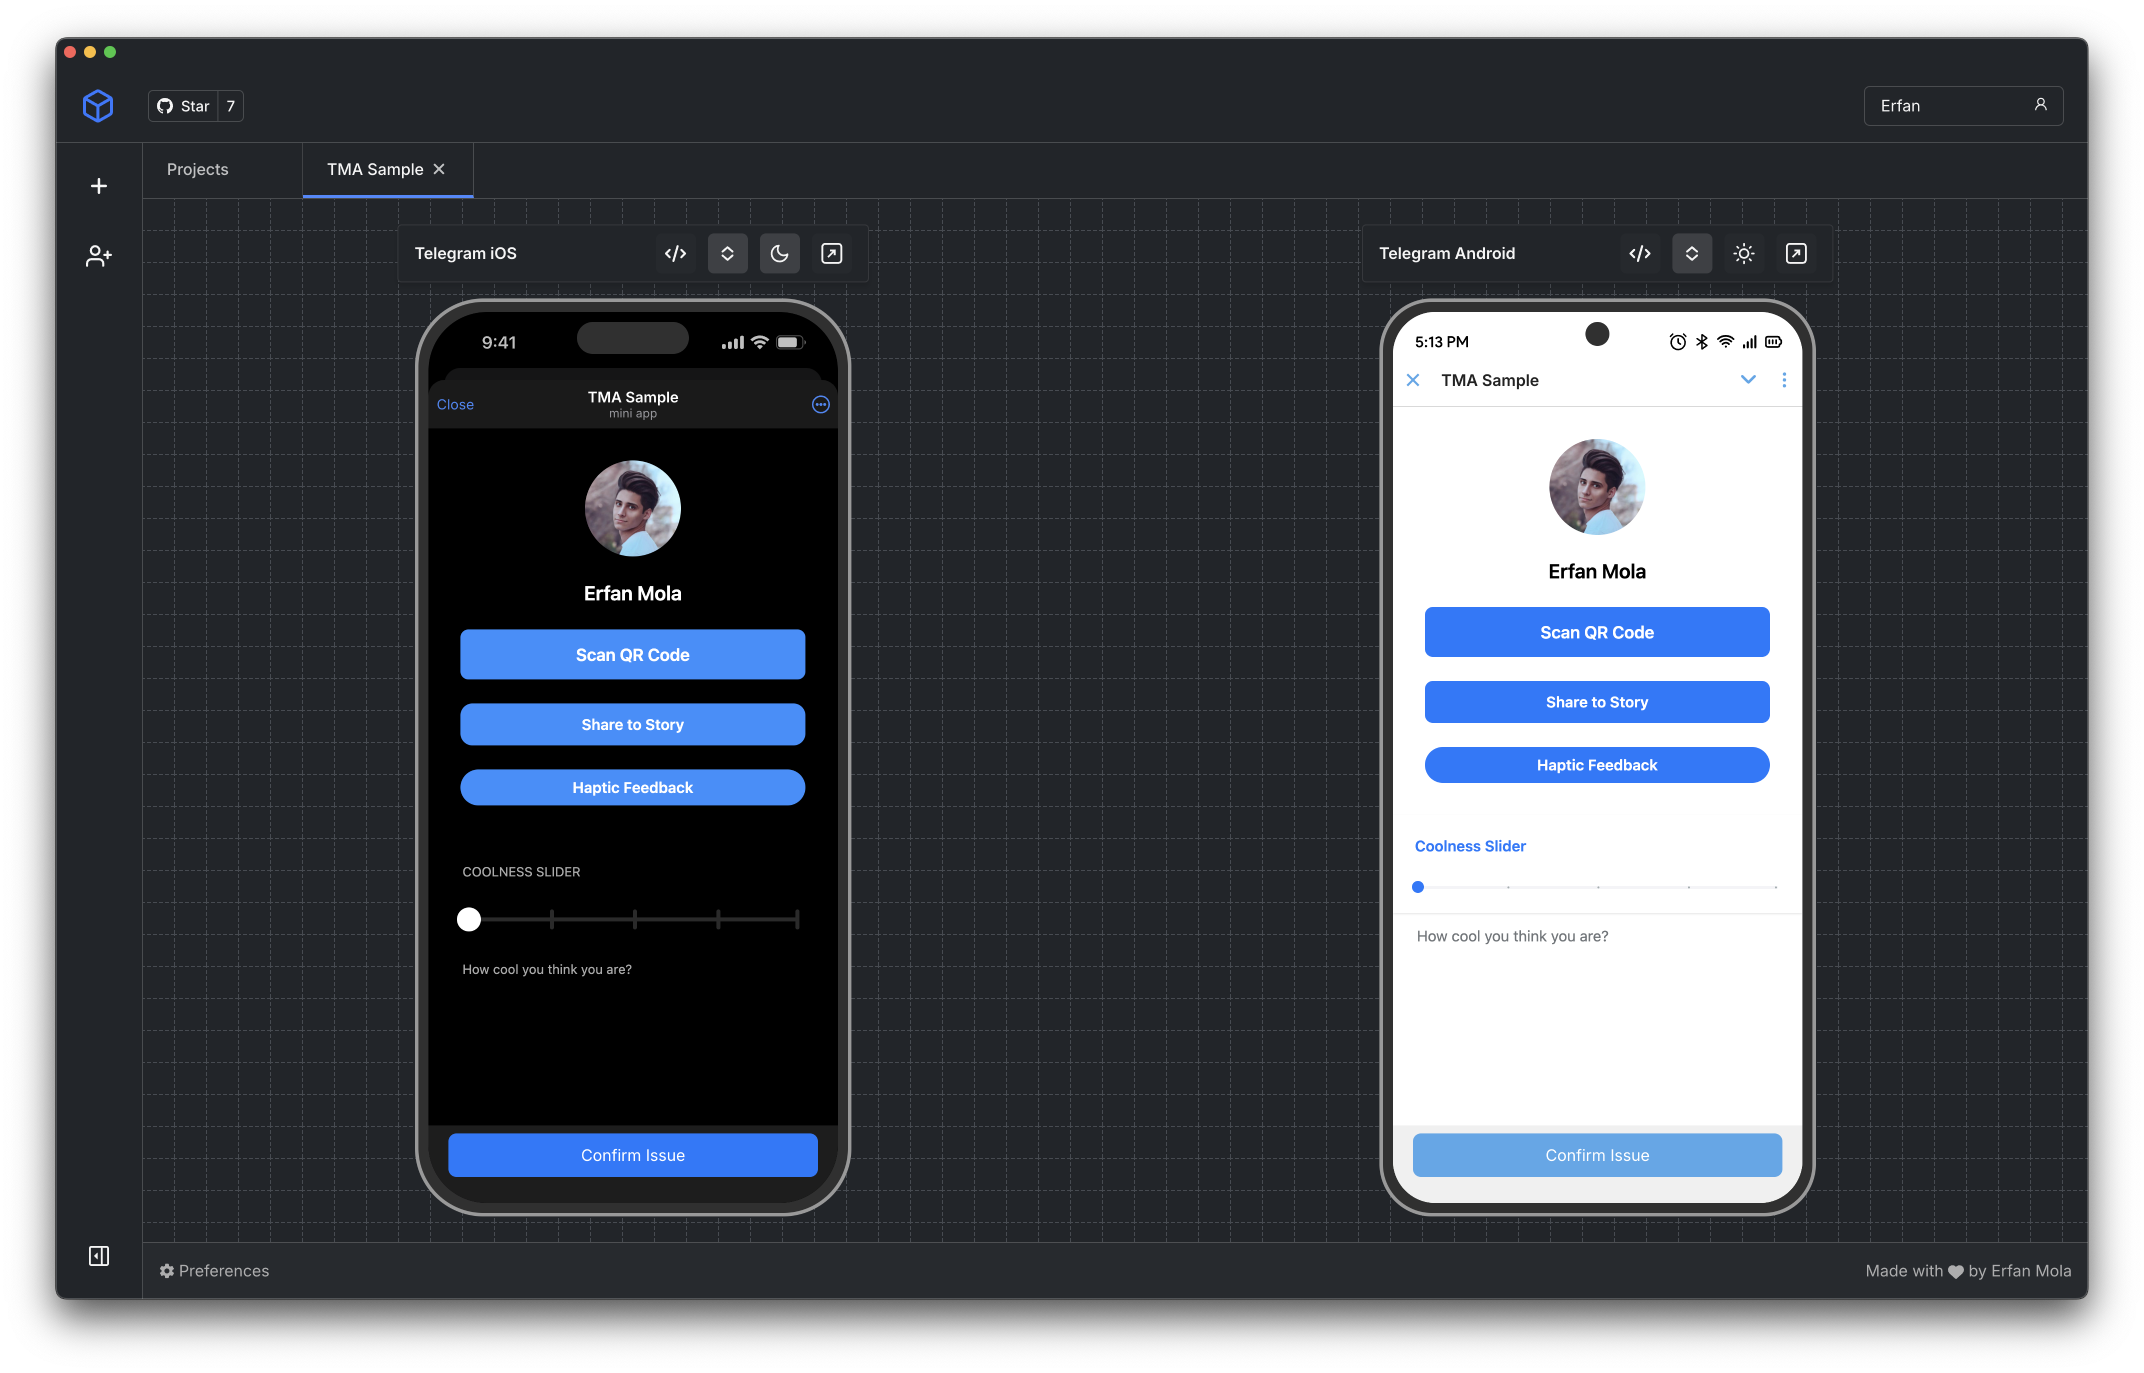 Star 7
Erfan
Projects
TMA Sample
Telegram iOS
9:41
Close
TMA Sample
mini app
Erfan Mola
Scan QR Code
Share to Story
Haptic Feedback
COOLNESS SLIDER
How cool you think you are?
Confirm Issue
Telegram Android
5:13 PM
TMA Sample
Erfan Mola
Scan QR Code
Share to Story
Haptic Feedback
Coolness Slider
How cool you think you are?
Confirm Issue
Preferences
Made with by Erfan Mola